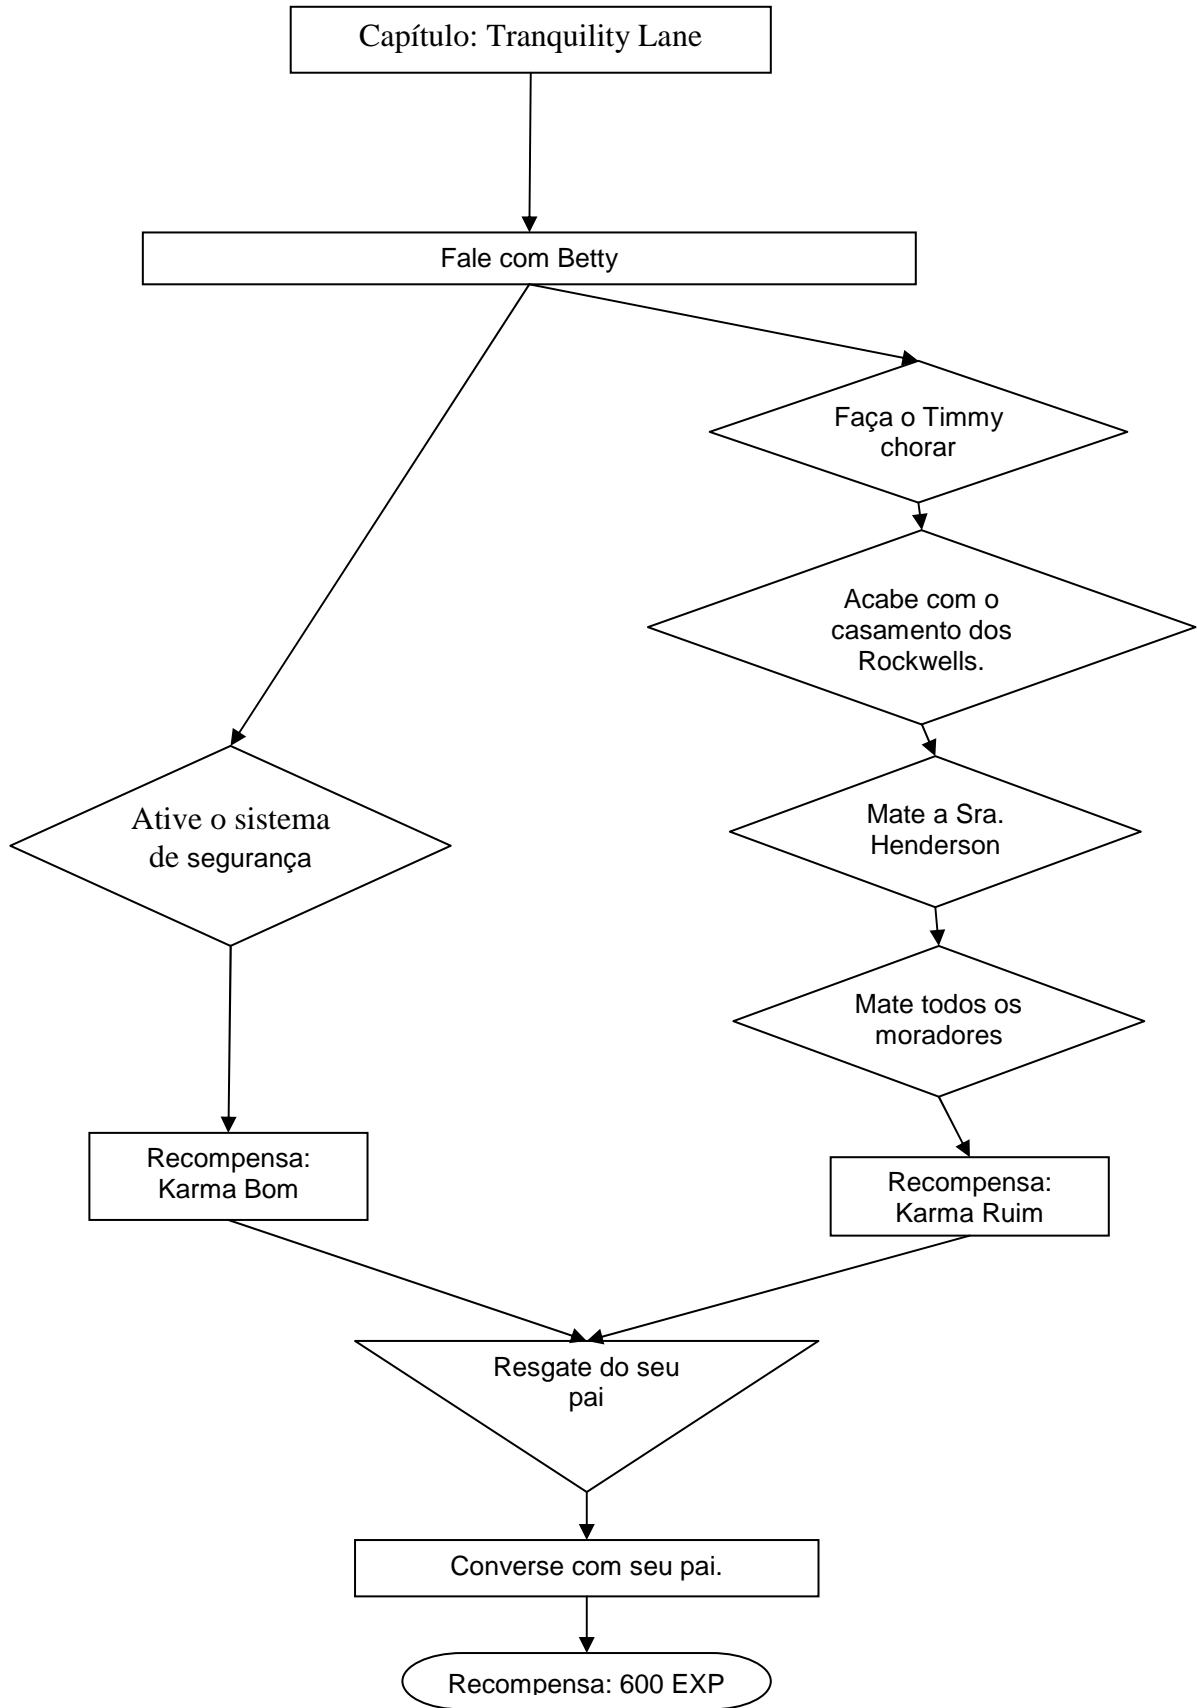 Capítulo: Tranquility Lane
Fale com Betty
Faça o Timmy
chorar
Acabe com o
casamento dos
Rockwells.
Mate a Sra.
Henderson
Ative o sistema
de segurança
Mate todos os
moradores
Recompensa:
Karma Bom
Recompensa:
Karma Ruim
Resgate do seu
pai
Converse com seu pai.
Recompensa: 600 EXP